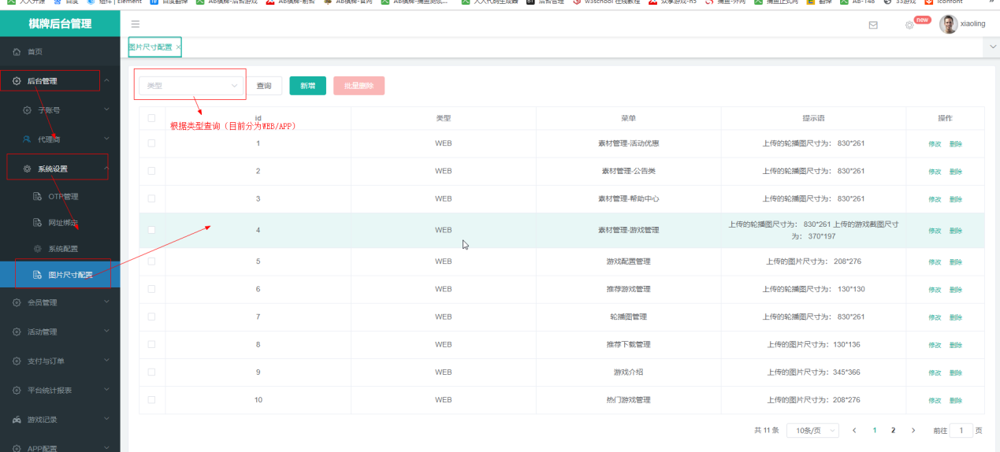 人人开源 百度 组件 | Element 百度翻译 AB棋牌-后台游戏 AB棋牌-前台 AB棋牌-官网 AB棋牌-捕鱼测试... 人人代码生成器 后台管理 w3school 在线教程 众享游戏-h5 捕鱼-外网 捕鱼正式网 翻译 AB-148 33游戏 iconfont
棋牌后台管理
new
xiaoling
首页
图片尺寸配置 ×
后台管理
类型
查询
新增
批量删除
子账号
根据类型查询（目前分为WEB/APP）
id 类型 菜单 提示语 操作
代理商
1 WEB 素材管理-活动优惠 上传的轮播图尺寸为： 830*261 修改 删除
系统设置
2 WEB 素材管理-公告类 上传的轮播图尺寸为： 830*261 修改 删除
OTP管理
3 WEB 素材管理-帮助中心 上传的轮播图尺寸为： 830*261 修改 删除
网址绑定
4 WEB 素材管理-游戏管理 上传的轮播图尺寸为： 830*261 上传的游戏截图尺寸
为： 370*197 修改 删除
系统配置
5 WEB 游戏配置管理 上传的图片尺寸为： 208*276 修改 删除
图片尺寸配置
6 WEB 推荐游戏管理 上传的轮播图尺寸为： 130*130 修改 删除
会员管理
7 WEB 轮播图管理 上传的轮播图尺寸为： 830*261 修改 删除
活动管理
8 WEB 推荐下载管理 上传的图片尺寸为：130*136 修改 删除
支付与订单
9 WEB 游戏介绍 上传的图片尺寸为：345*366 修改 删除
平台统计报表
10 WEB 热门游戏管理 上传的图片尺寸为：208*276 修改 删除
游戏记录
共 11 条 10条/页 1 2 前往 1 页
APP配置